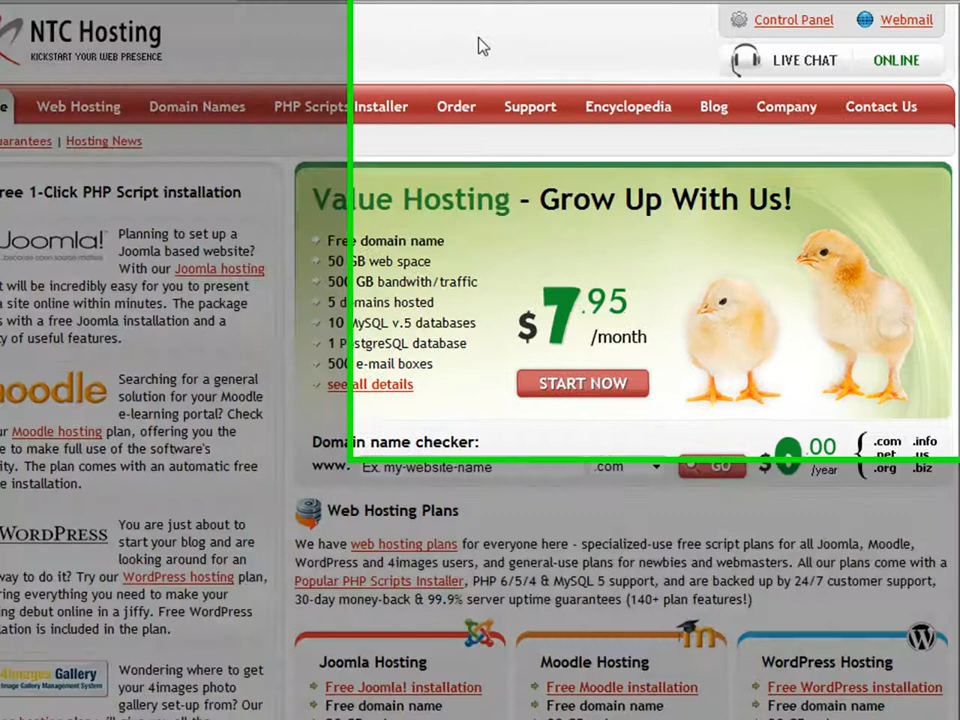 NTC Hosting
KICKSTART YOUR WEB PRESENCE
Control Panel
Webmail
LIVE CHAT
ONLINE
Web Hosting
Domain Names
PHP Scripts Installer
Order
Support
Encyclopedia
Blog
Company
Contact Us
| Hosting News
ree 1-Click PHP Script installation
Joomla!
...because open source matters
Planning to set up a
Joomla based website?
With our Joomla hosting
t will be incredibly easy for you to present
a site online within minutes. The package
s with a free Joomla installation and a
y of useful features.
oodle
Searching for a general
solution for your Moodle
e-learning portal? Check
ur Moodle hosting plan, offering you the
e to make full use of the software's
ity. The plan comes with an automatic free
e installation.
WORDPRESS
You are just about to
start your blog and are
looking around for an
way to do it? Try our WordPress hosting plan,
ring everything you need to make your
ing debut online in a jiffy. Free WordPress
lation is included in the plan.
4images Gallery
Image Gallery Management System
Wondering where to get
your 4images photo
gallery set-up from? Our
Value Hosting - Grow Up With Us!
Free domain name
50 GB web space
500 GB bandwith/traffic
5 domains hosted
10 MySQL v.5 databases
1 PostgreSQL database
500 e-mail boxes
see all details
$7.95
/month
START NOW
Domain name checker:
www.
Ex. my-website-name
.com
GO
.00
/year
.com .info
.net .us
.org .biz
Web Hosting Plans
We have web hosting plans for everyone here - specialized-use free script plans for all Joomla, Moodle,
WordPress and 4images users, and general-use plans for newbies and webmasters. All our plans come with a
Popular PHP Scripts Installer, PHP 6/5/4 & MySQL 5 support, and are backed up by 24/7 customer support,
30-day money-back & 99.9% server uptime guarantees (140+ plan features!)
Joomla Hosting
Free Joomla! installation
Free domain name
Moodle Hosting
Free Moodle installation
Free domain name
WordPress Hosting
Free WordPress installation
Free domain name